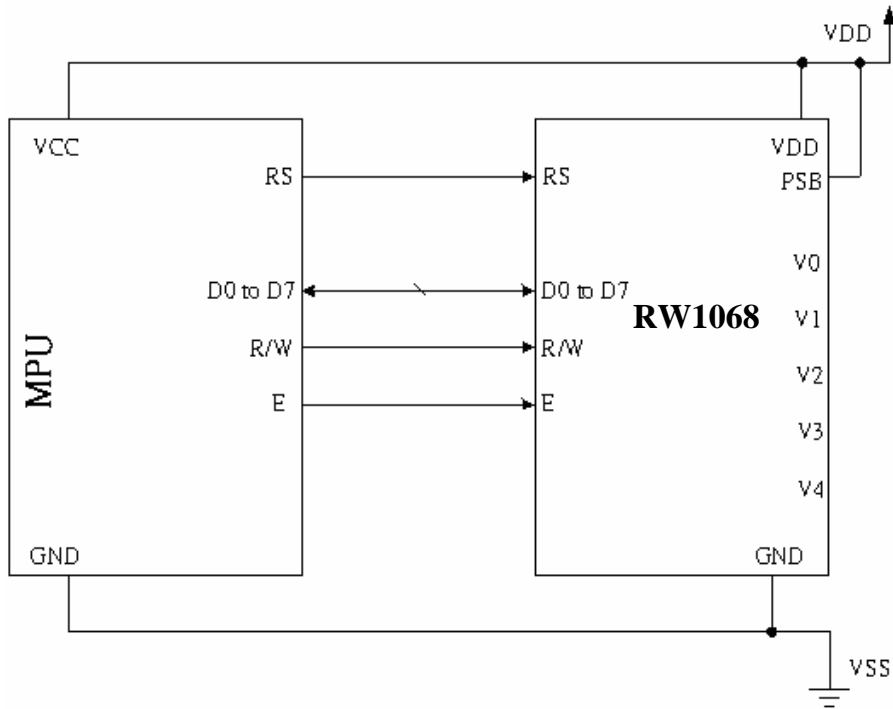 VDD
VCC
VDD
RS
RS
PSB
D0 to D7
D0 to D7
V0
RW1068
V1
R/W
R/W
MPU
V2
E
E
V3
V4
GND
GND
VSS